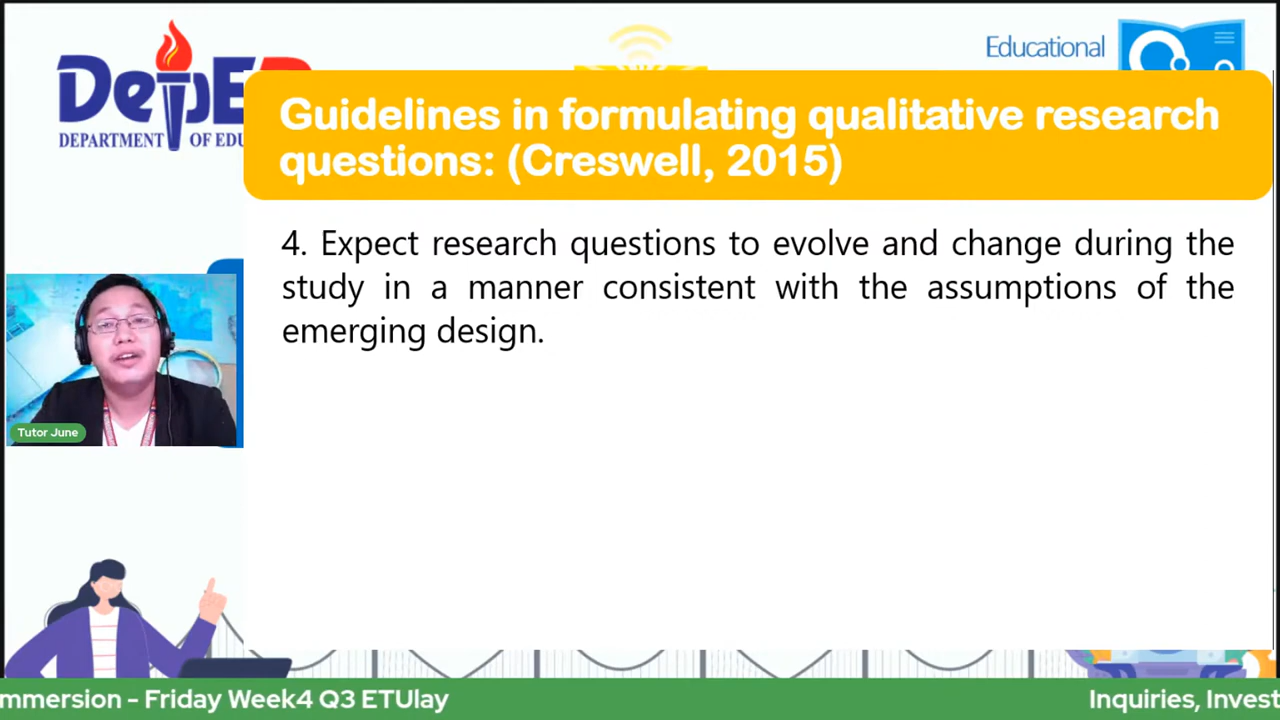 DepE
DEPARTMENT OF EDU
Educational
Guidelines in formulating qualitative research
questions: (Creswell, 2015)
4. Expect research questions to evolve and change during the
study in a manner consistent with the assumptions of the
emerging design.
Tutor June
mmersion - Friday Week4 Q3 ETUlay
Inquiries, Invest